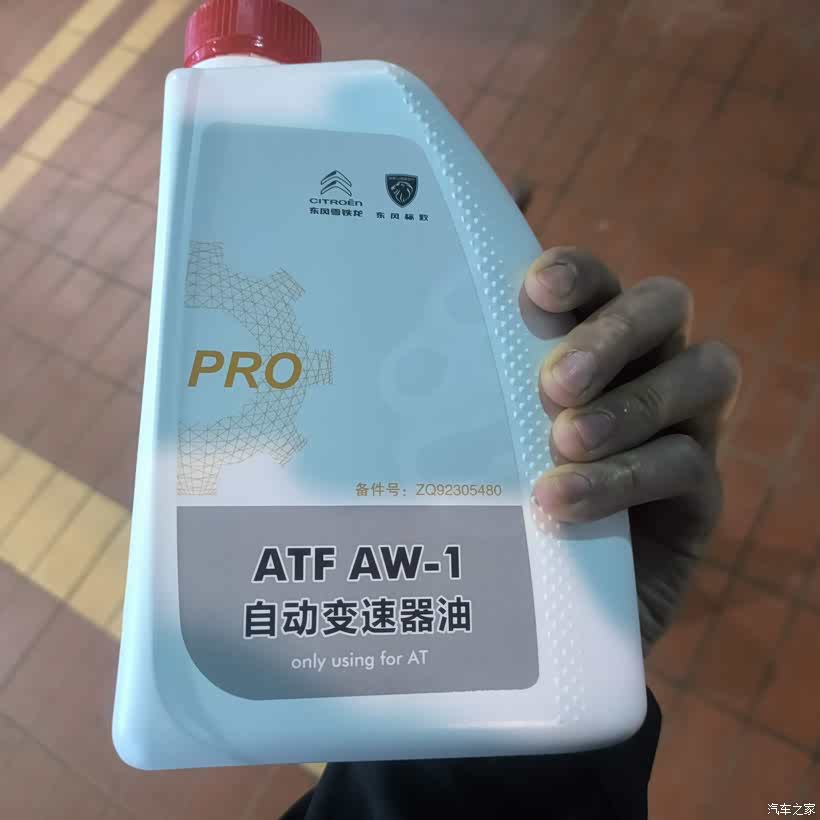 CITROËN
东风雪铁龙
东风标致
PRO
备件号：ZQ92305480
ATF AW-1
自动变速器油
only using for AT
汽车之家